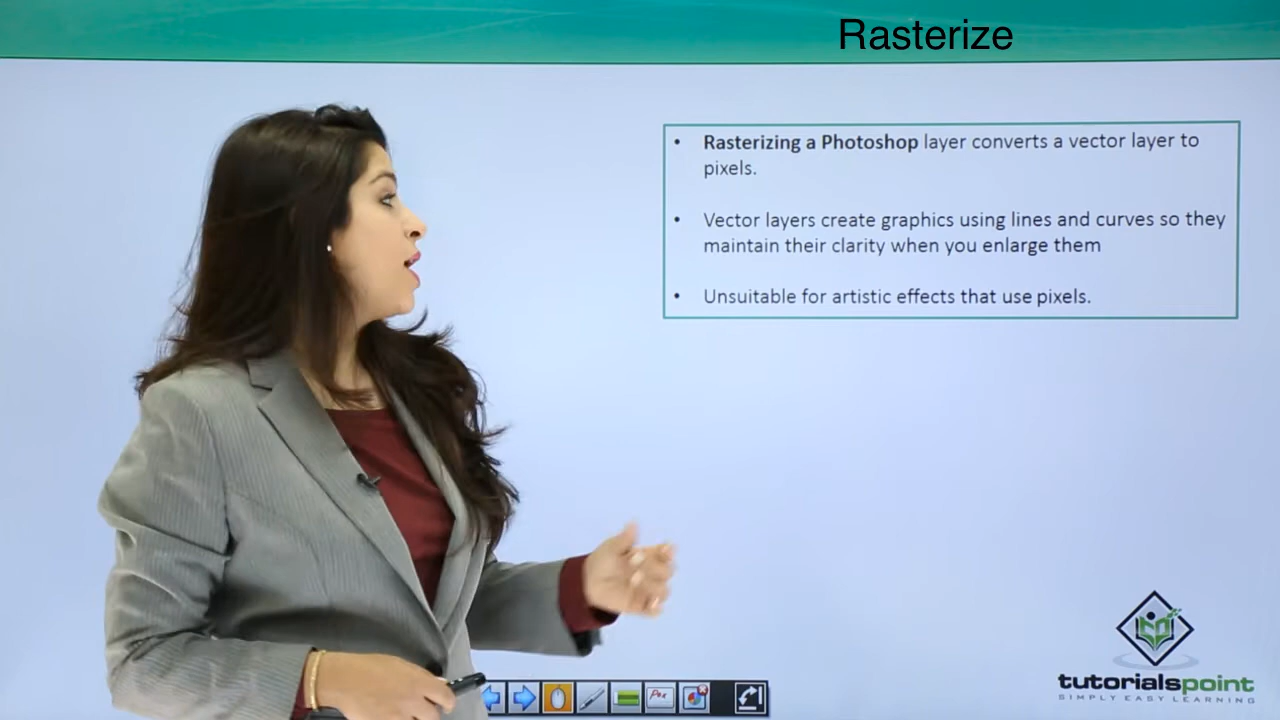 Rasterize
• Rasterizing a Photoshop layer converts a vector layer to
pixels.
• Vector layers create graphics using lines and curves so they
maintain their clarity when you enlarge them
• Unsuitable for artistic effects that use pixels.
Pen
tutorialspoint
SIMPLY EASY LEARNING